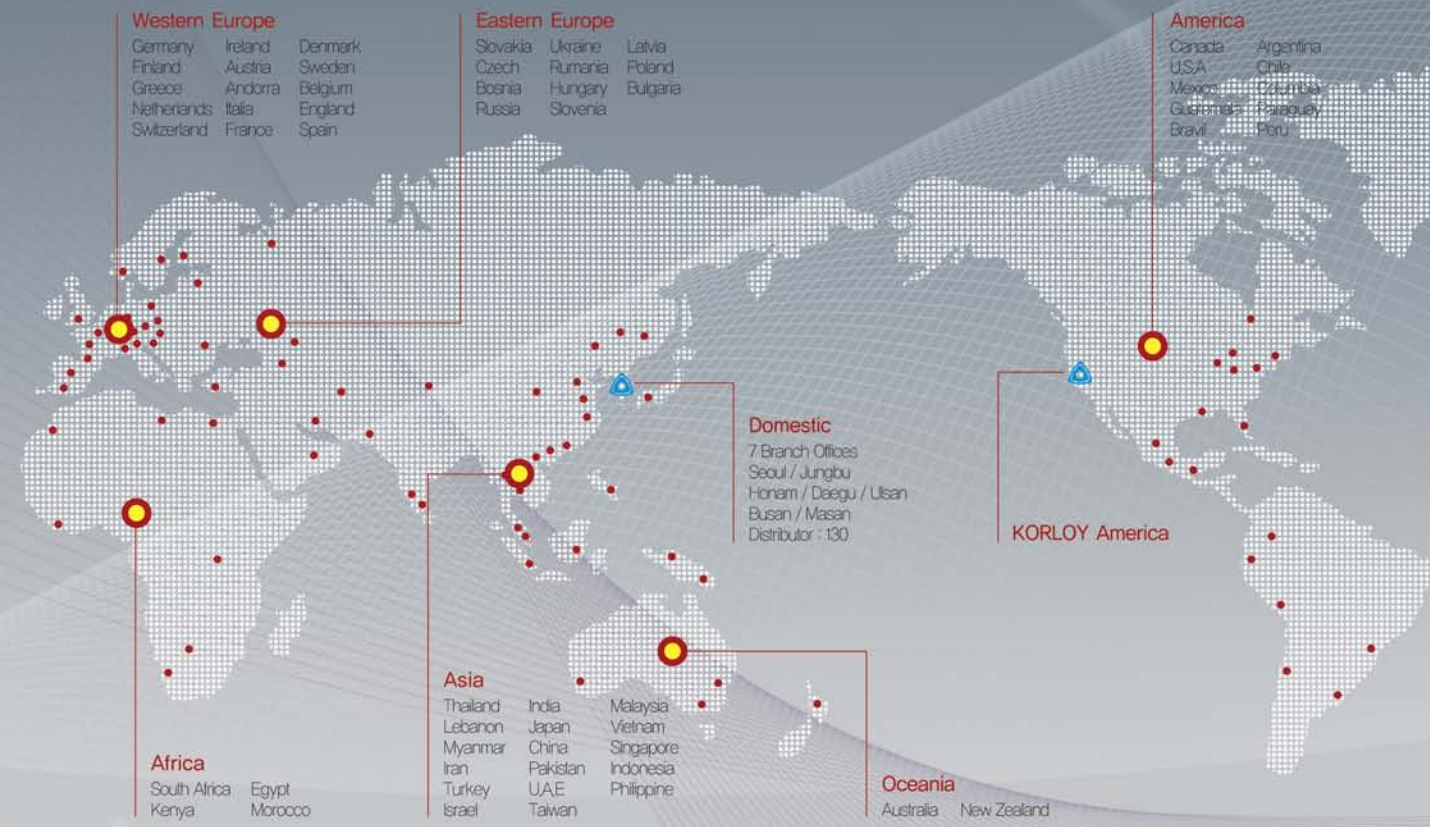 Western Europe
Germany Ireland Denmark
Finland Austria Sweden
Greece Andorra Belgium
Netherlands Italia England
Switzerland France Spain
Eastern Europe
Slovakia Ukraine Latvia
Czech Rumania Poland
Bosnia Hungary Bulgaria
Russia Slovenia
America
Canada Argentina
U.S.A Chile
Mexico Columbia
Guatemala Paraguay
Bravil Peru
Domestic
7 Branch Offices
Seoul / Jungbu
Honam / Daegu / Ulsan
Busan / Masan
Distributor : 130
KORLOY America
Africa
South Africa Egypt
Kenya Morocco
Asia
Thailand India Malaysia
Lebanon Japan Vietnam
Myanmar China Singapore
Iran Pakistan Indonesia
Turkey U.A.E Philippine
Israel Taiwan
Oceania
Australia New Zealand